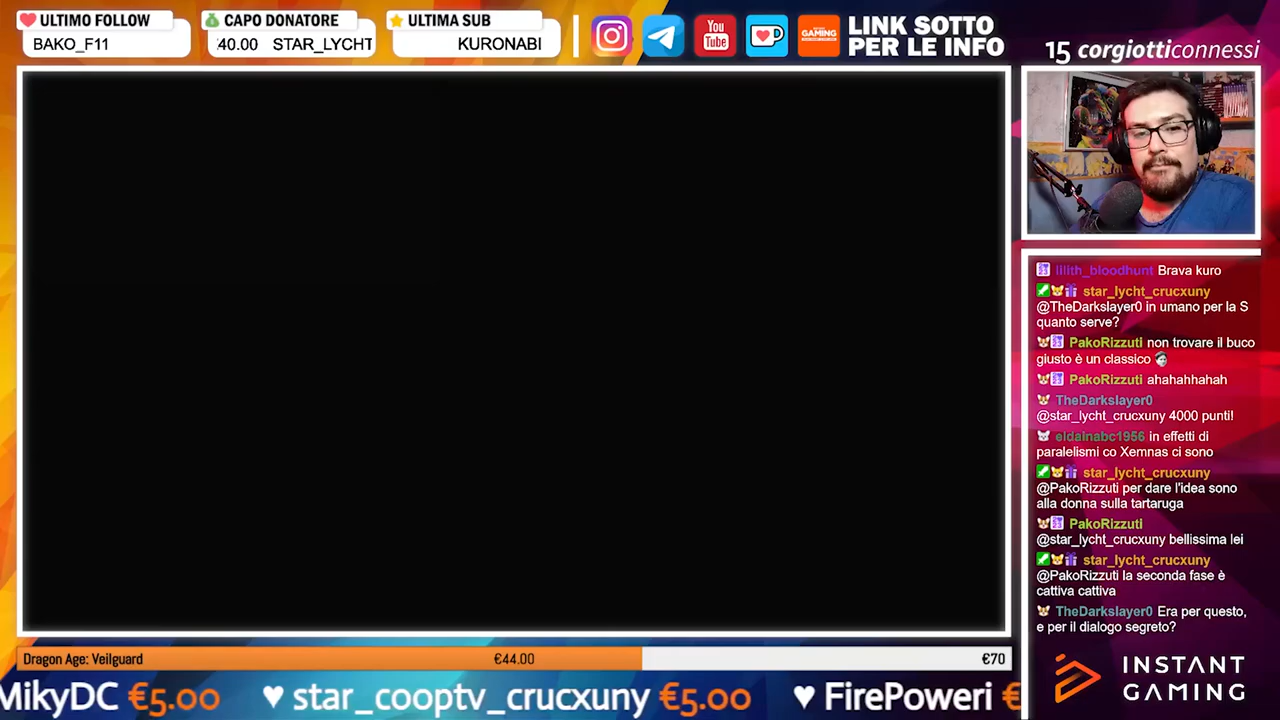 ULTIMO FOLLOW
BAKO_F11
CAPO DONATORE
40.00 STAR_LYCHT
ULTIMA SUB
KURONABI
You
Tube
GAMING
LINK SOTTO
PER LE INFO
15 corgiotticonnessi
lilith_bloodhunt Brava kuro
star_lycht_crucxuny
@TheDarkslayer0 in umano per la S
quanto serve?
PakoRizzuti non trovare il buco
giusto è un classico
PakoRizzuti ahahahhahah
TheDarkslayer0
@star_lycht_crucxuny 4000 punti!
eldainabc1956 in effetti di
paralelismi co Xemnas ci sono
star_lycht_crucxuny
@PakoRizzuti per dare l'idea sono
alla donna sulla tartaruga
PakoRizzuti
@star_lycht_crucxuny bellissima lei
star_lycht_crucxuny
@PakoRizzuti la seconda fase è
cattiva cattiva
TheDarkslayer0 Era per questo,
e per il dialogo segreto?
Dragon Age: Veilguard €44.00 €70
MikyDC €5.00 ♥ star_cooptv_crucxuny €5.00 ♥ FirePoweri €
INSTANT
GAMING